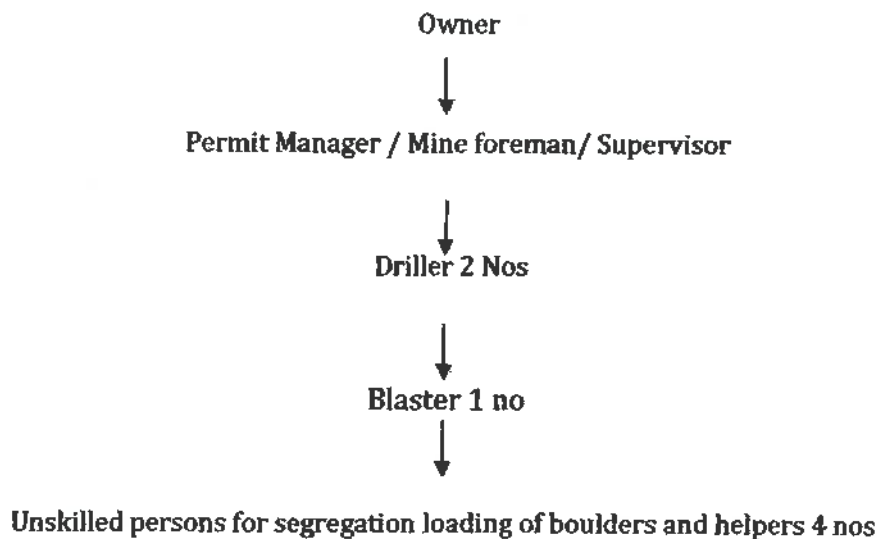 Owner
Permit Manager / Mine foreman/ Supervisor
Driller 2 Nos
Blaster 1 no
Unskilled persons for segregation loading of boulders and helpers 4 nos